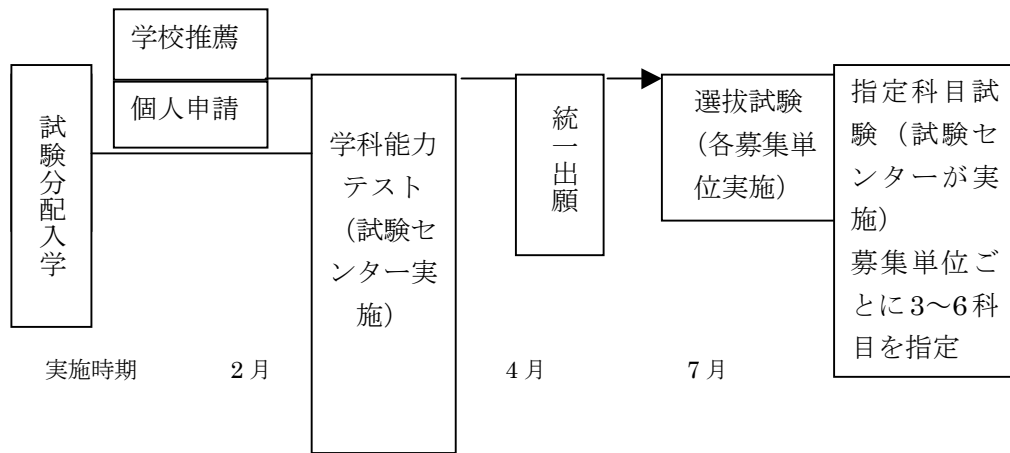 学校推薦
個人申請
試験分配入学
学科能力
テスト
（試験セ
ンター実
施）
統一出願
選抜試験
（各募集単
位実施）
指定科目試
験（試験セ
ンターが実
施）
募集単位ご
とに3～6科
目を指定
実施時期 2月 4月 7月